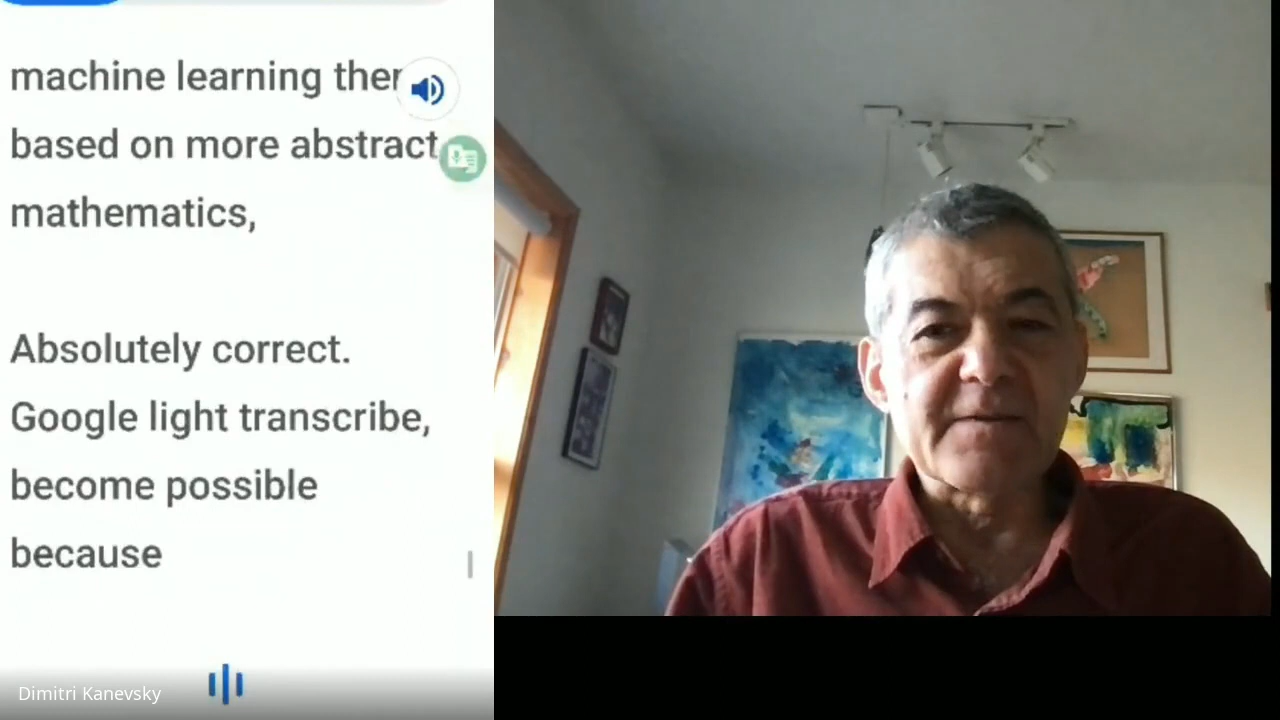 machine learning ther
based on more abstract
mathematics,
Absolutely correct.
Google light transcribe,
become possible
because
Dimitri Kanevsky